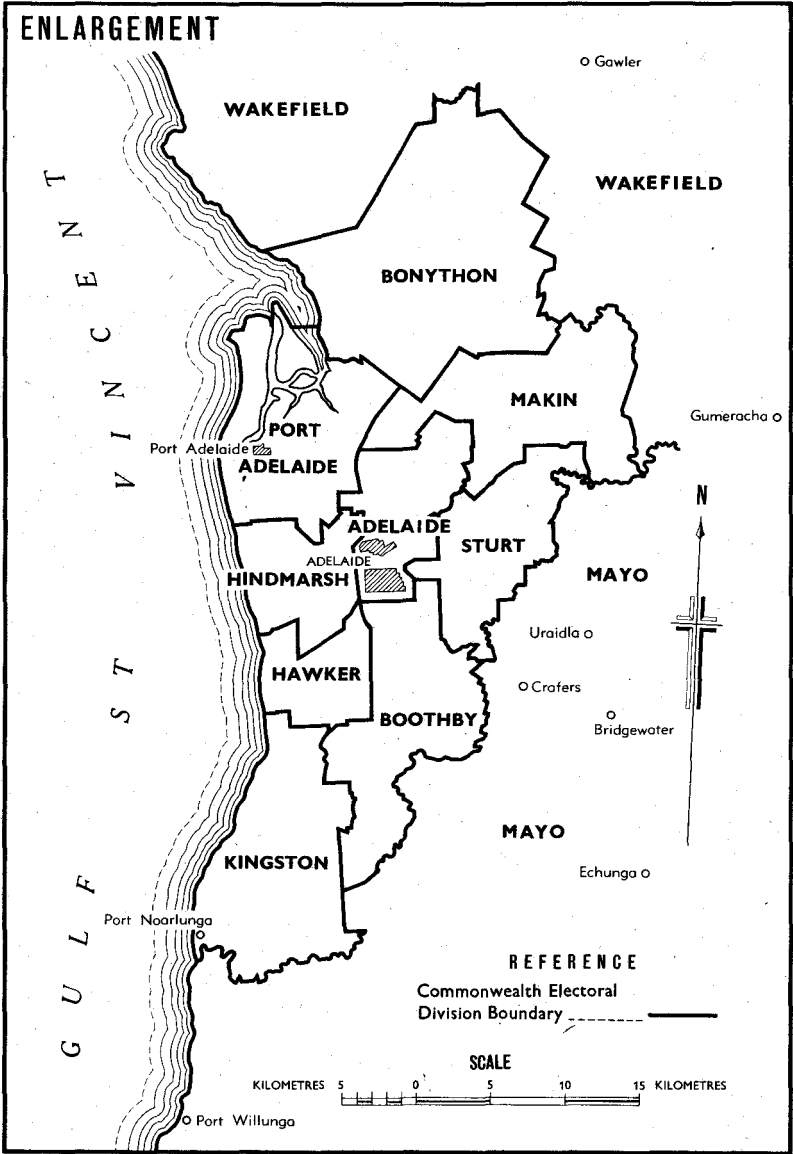 ENLARGEMENT
Gawler
WAKEFIELD
WAKEFIELD
BONYTHON
MAKIN
Gumeracha
PORT
ADELAIDE
Port Adelaide
ADELAIDE
ADELAIDE
STURT
HINDMARSH
MAYO
N
Uraidla
HAWKER
Crafers
BOOTHBY
Bridgewater
MAYO
KINGSTON
Echunga
Port Noarlunga
GULF ST VINCENT
REFERENCE
Commonwealth Electoral
Division Boundary
SCALE
KILOMETRES 5 0 5 10 15 KILOMETRES
Port Willunga